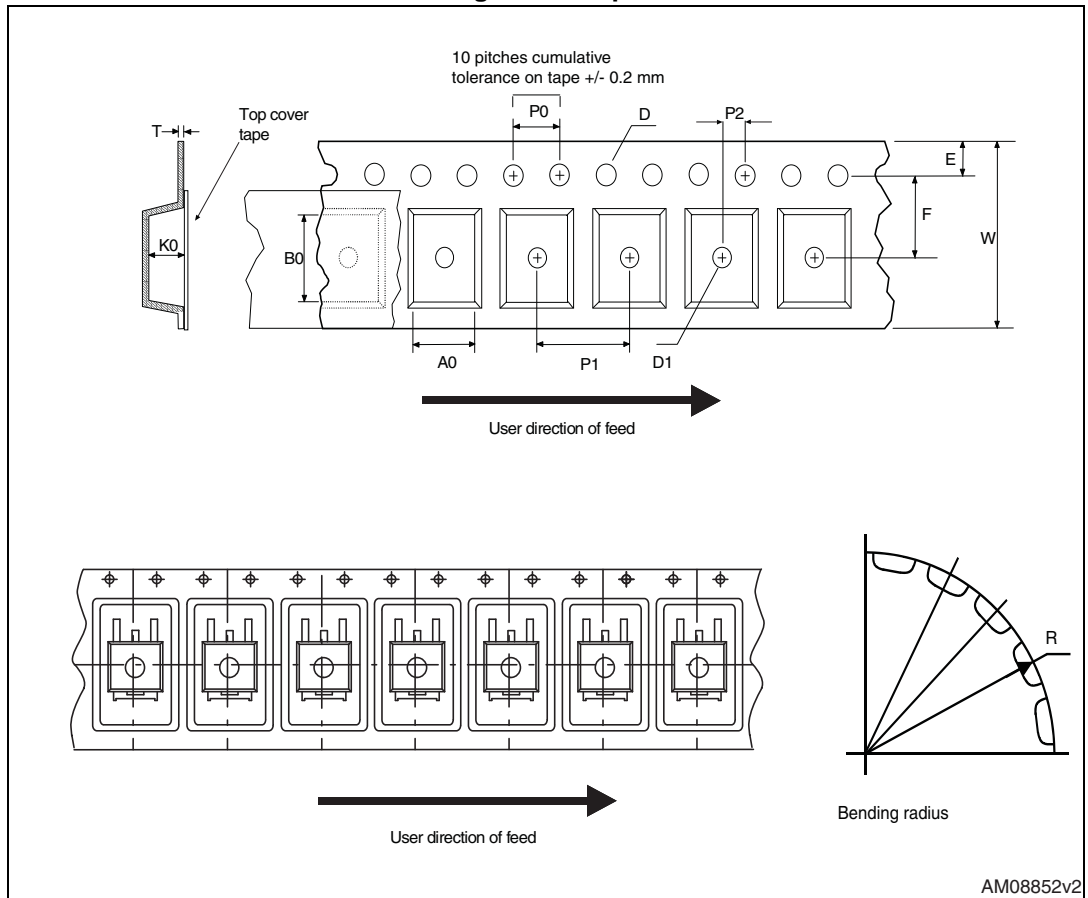 10 pitches cumulative
tolerance on tape +/- 0.2 mm
P0
D
P2
T
Top cover
tape
E
F
W
K0
B0
A0
P1
D1
User direction of feed
R
User direction of feed
Bending radius
AM08852v2